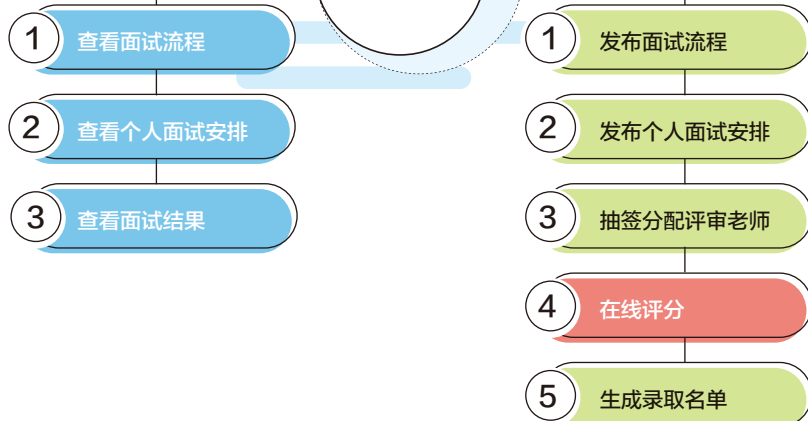 1 查看面试流程
2 查看个人面试安排
3 查看面试结果
1 发布面试流程
2 发布个人面试安排
3 抽签分配评审老师
4 在线评分
5 生成录取名单